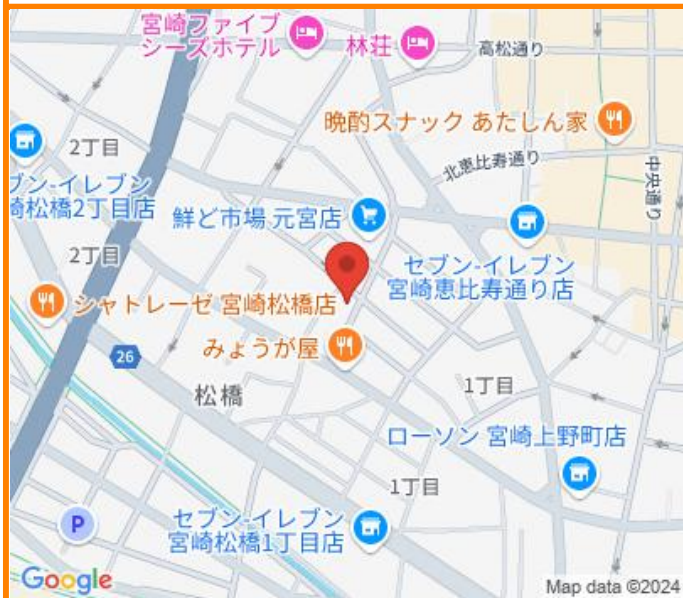 宮崎ファイブ
シーズホテル
林荘
高松通り
晩酌スナック あたしん家
2丁目
北恵比寿通り
中央通り
ブン-イレブン
崎松橋2丁目店
鮮ど市場 元宮店
2丁目
セブン-イレブン
宮崎恵比寿通り店
シャトレーゼ 宮崎松橋店
みょうが屋
26
1丁目
松橋
ローソン 宮崎上野町店
1丁目
P
セブン-イレブン
宮崎松橋1丁目店
Google
Map data ©2024